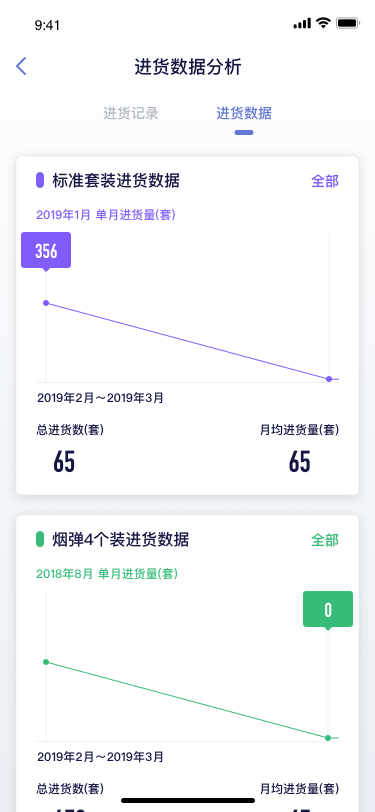 9:41
进货数据分析
进货记录 进货数据
标准套装进货数据 全部
2019年1月 单月进货量(套)
356
2019年2月～2019年3月
总进货数(套) 月均进货量(套)
65 65
烟弹4个装进货数据 全部
2018年8月 单月进货量(套)
0
2019年2月～2019年3月
总进货数(套) 月均进货量(套)